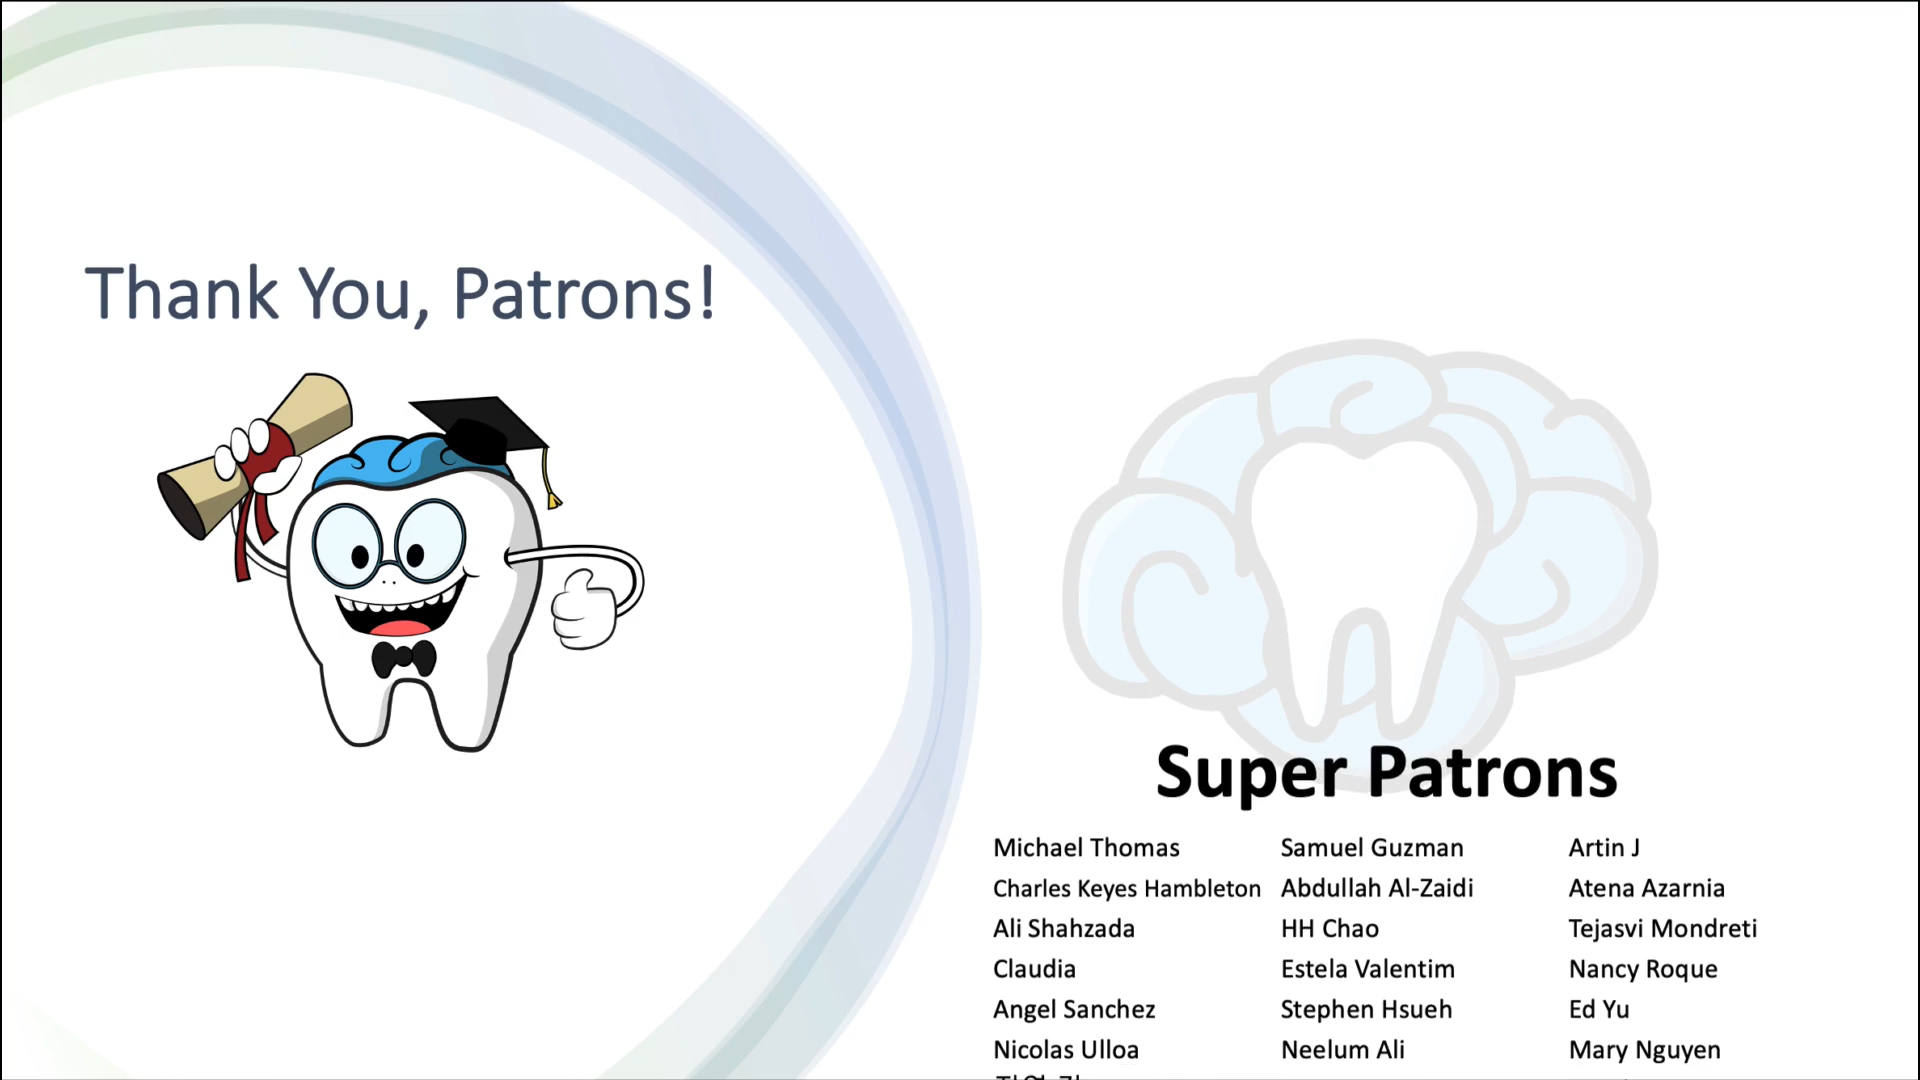 Thank You, Patrons!
Super Patrons
Michael Thomas Samuel Guzman Artin J
Charles Keyes Hambleton Abdullah Al-Zaidi Atena Azarnia
Ali Shahzada HH Chao Tejasvi Mondreti
Claudia Estela Valentim Nancy Roque
Angel Sanchez Stephen Hsueh Ed Yu
Nicolas Ulloa Neelum Ali Mary Nguyen